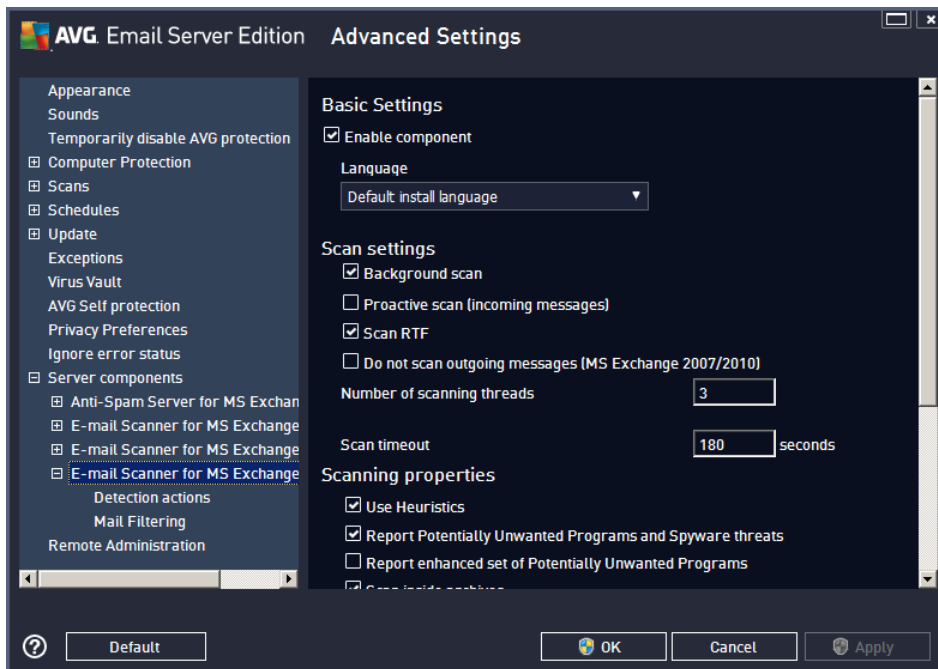 AVG. Email Server Edition Advanced Settings
Appearance
Sounds
Temporarily disable AVG protection
Computer Protection
Scans
Schedules
Update
Exceptions
Virus Vault
AVG Self protection
Privacy Preferences
Ignore error status
Server components
Anti-Spam Server for MS Exchan
E-mail Scanner for MS Exchange
E-mail Scanner for MS Exchange
E-mail Scanner for MS Exchange
Detection actions
Mail Filtering
Remote Administration
Basic Settings
Enable component
Language
Default install language
Scan settings
Background scan
Proactive scan (incoming messages)
Scan RTF
Do not scan outgoing messages (MS Exchange 2007/2010)
Number of scanning threads 3
Scan timeout 180 seconds
Scanning properties
Use Heuristics
Report Potentially Unwanted Programs and Spyware threats
Report enhanced set of Potentially Unwanted Programs
Scan inside archives
Default OK Cancel Apply